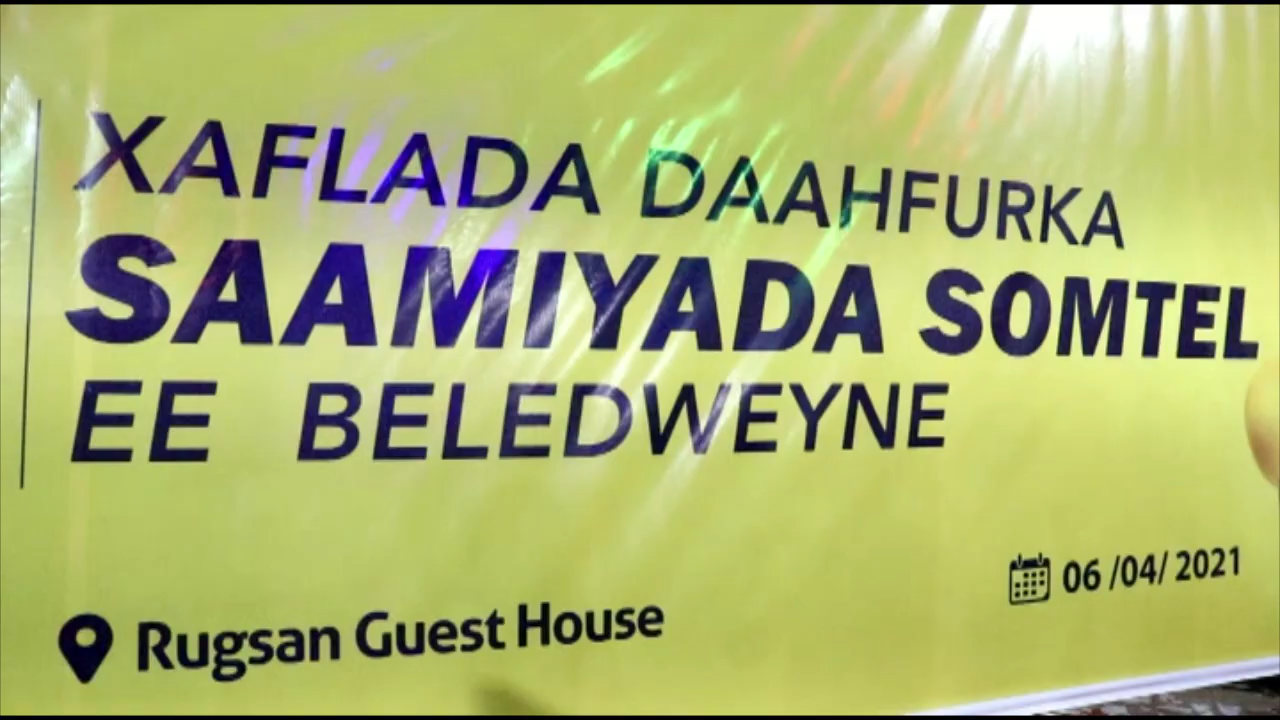 XAFLADA DAAHFURKA
SAAMIYADA SOMTEL
EE BELEDWEYNE
06 /04/ 2021
Rugsan Guest House